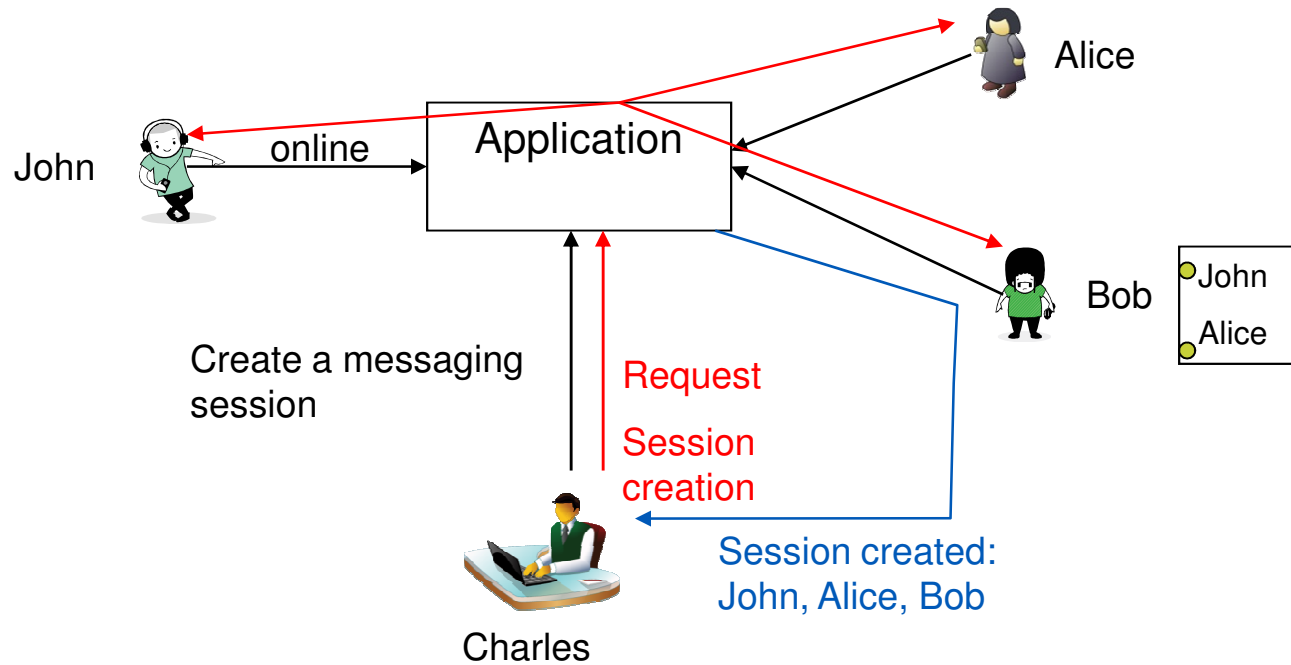 Alice
Application
online
John
John
Bob
Alice
Create a messaging
session
Request
Session
creation
Session created:
John, Alice, Bob
Charles